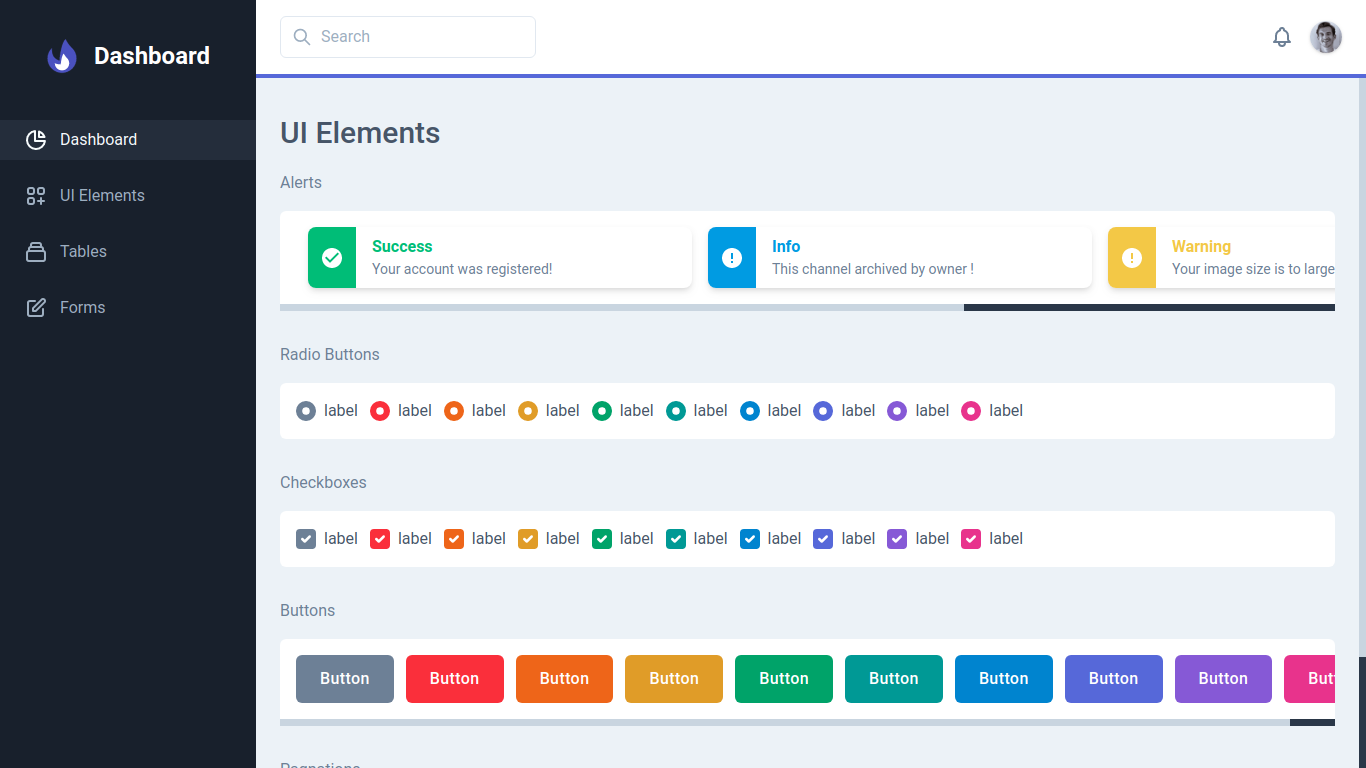 Dashboard
Search
Dashboard
UI Elements
Tables
Forms
UI Elements
Alerts
Success
Your account was registered!
Info
This channel archived by owner !
Warning
Your image size is to large
Radio Buttons
label label label label label label label label label label
Checkboxes
label label label label label label label label label label
Buttons
Button Button Button Button Button Button Button Button Button But